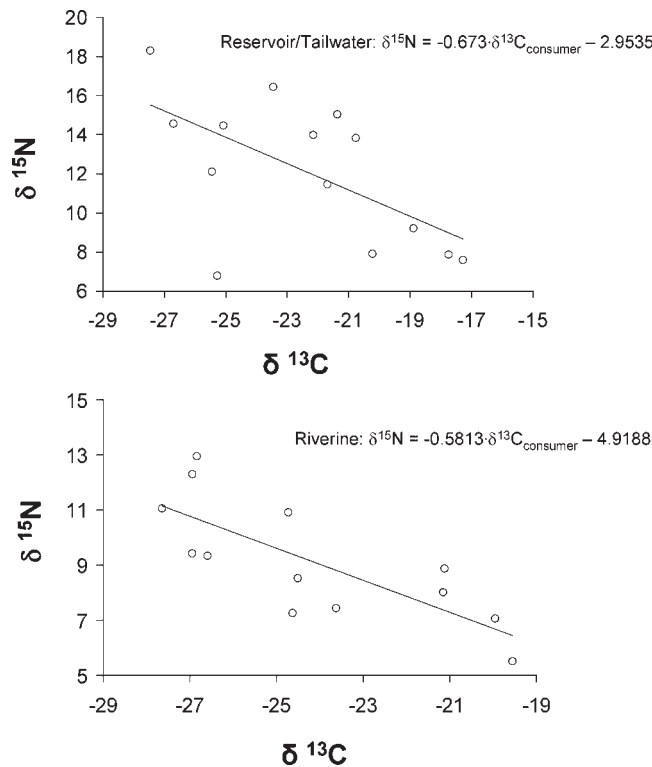 20
18
16
14
12
10
8
6
δ ¹⁵N
Reservoir/Tailwater: δ¹⁵N = -0.673·δ¹³C_consumer – 2.9535
-29 -27 -25 -23 -21 -19 -17 -15
δ ¹³C
15
13
11
9
7
5
δ ¹⁵N
Riverine: δ¹⁵N = -0.5813·δ¹³C_consumer – 4.9188
-29 -27 -25 -23 -21 -19
δ ¹³C